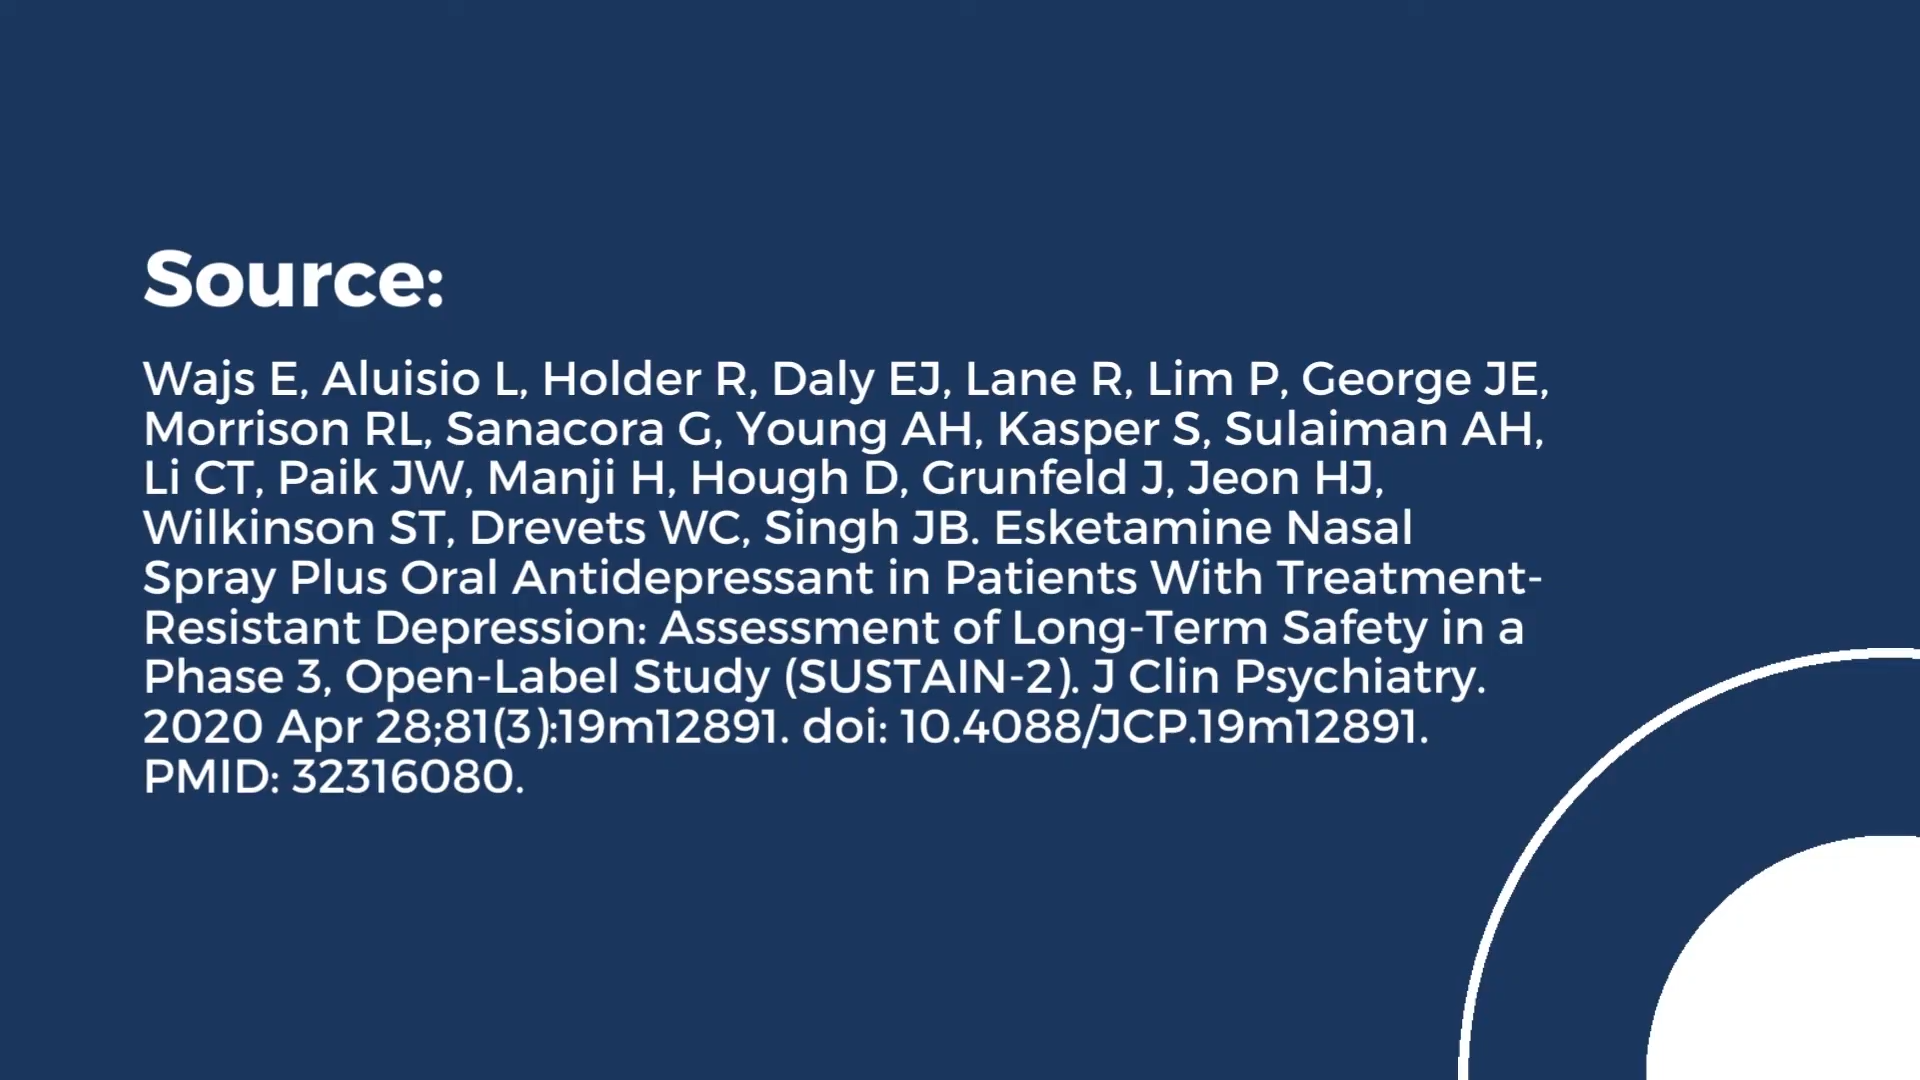 Source:
Wajs E, Aluisio L, Holder R, Daly EJ, Lane R, Lim P, George JE,
Morrison RL, Sanacora G, Young AH, Kasper S, Sulaiman AH,
Li CT, Paik JW, Manji H, Hough D, Grunfeld J, Jeon HJ,
Wilkinson ST, Drevets WC, Singh JB. Esketamine Nasal
Spray Plus Oral Antidepressant in Patients With Treatment-
Resistant Depression: Assessment of Long-Term Safety in a
Phase 3, Open-Label Study (SUSTAIN-2). J Clin Psychiatry.
2020 Apr 28;81(3):19m12891. doi: 10.4088/JCP.19m12891.
PMID: 32316080.